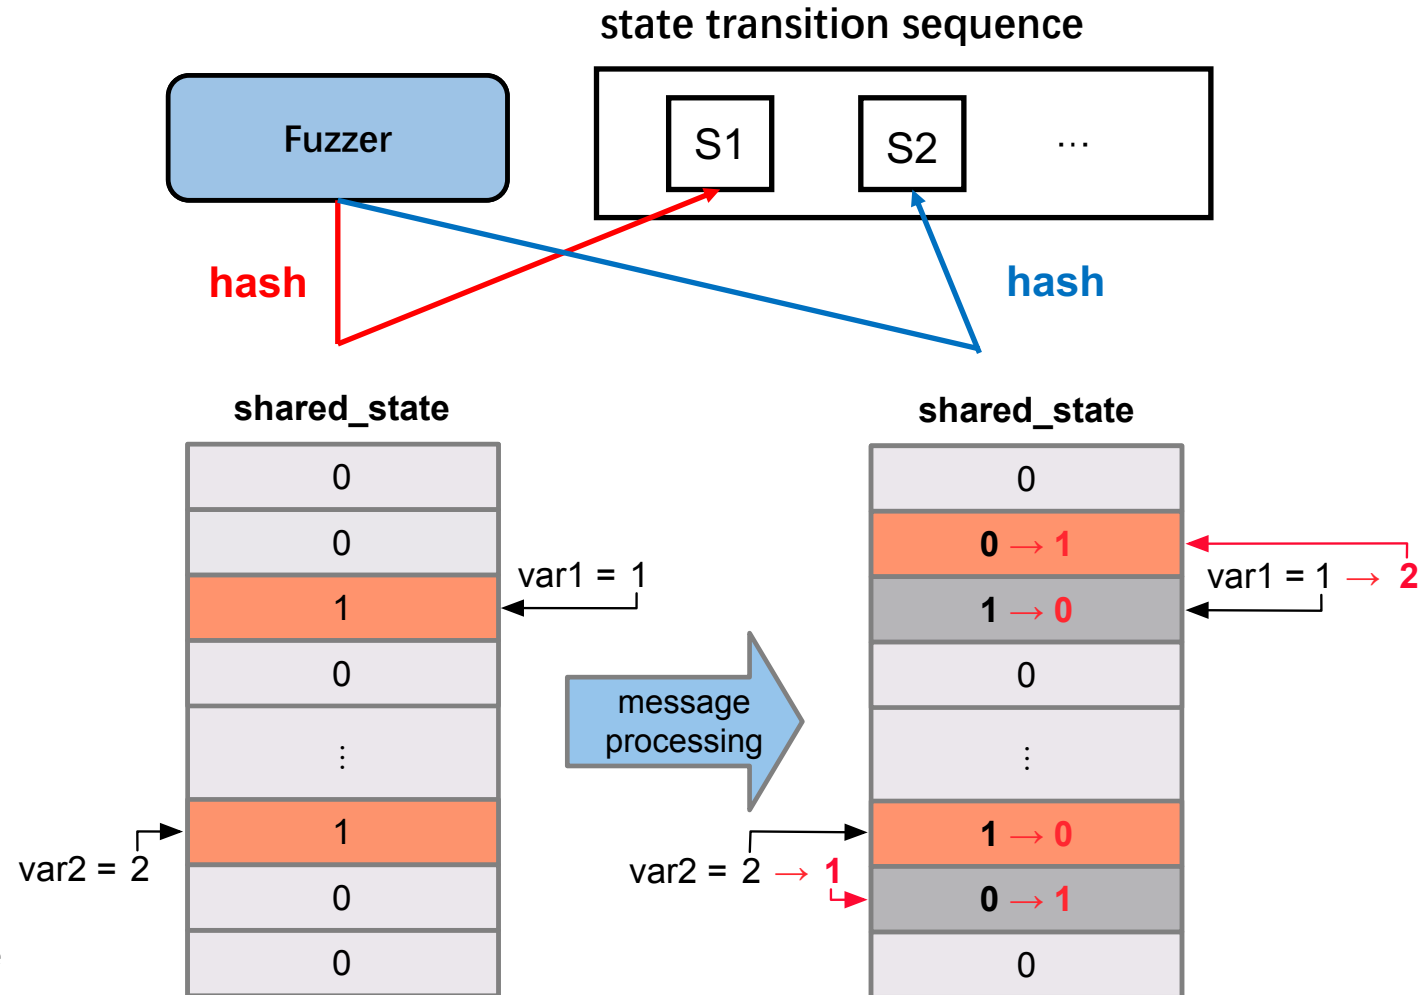 state transition sequence
Fuzzer
S1
S2
...
hash
hash
shared_state
0
0
1
0
⋮
1
0
0
var1 = 1
var2 = 2
message
processing
shared_state
0
0 → 1
1 → 0
0
⋮
1 → 0
0 → 1
0
var1 = 1 → 2
var2 = 2 → 1